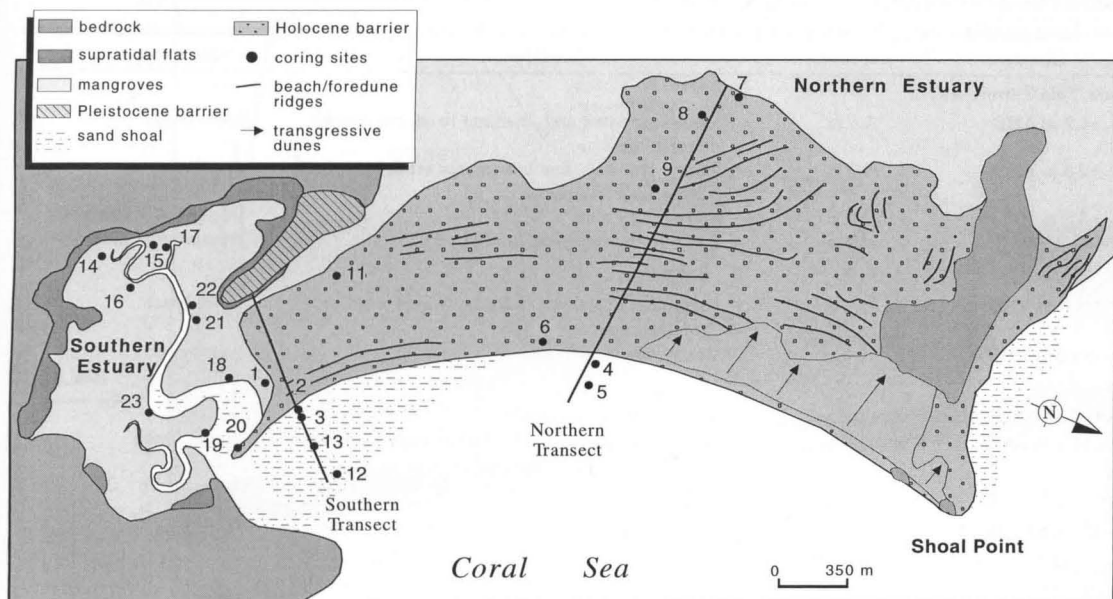 bedrock
supratidal flats
mangroves
Pleistocene barrier
sand shoal
Holocene barrier
coring sites
beach/foredune
ridges
transgressive
dunes
Northern Estuary
7
8
9
17
14
15
11
16
22
21
Southern
Estuary
6
18
1
4
2
5
23
3
20
19
13
12
Northern
Transect
Southern
Transect
N
Shoal Point
Coral Sea
0 350 m